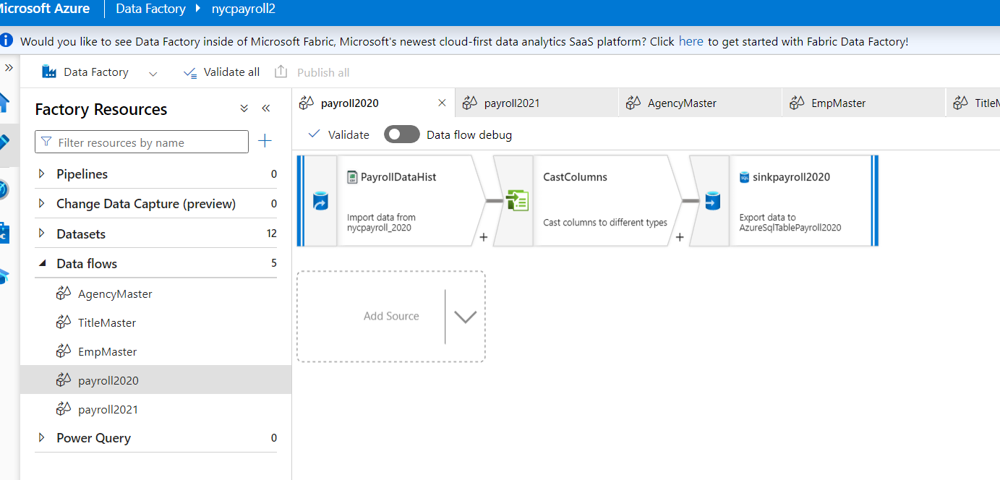 Microsoft Azure Data Factory nycpayroll2
Would you like to see Data Factory inside of Microsoft Fabric, Microsoft's newest cloud-first data analytics SaaS platform? Click here to get started with Fabric Data Factory!
Data Factory Validate all Publish all
Factory Resources
Filter resources by name
Pipelines 0
Change Data Capture (preview) 0
Datasets 12
Data flows 5
AgencyMaster
TitleMaster
EmpMaster
payroll2020
payroll2021
Power Query 0
payroll2020 payroll2021 AgencyMaster EmpMaster
Validate Data flow debug
PayrollDataHist
Import data from
nycpayroll_2020
+
CastColumns
Cast columns to different types
+
SQL sinkpayroll2020
Export data to
AzureSqlTablePayroll2020
Add Source